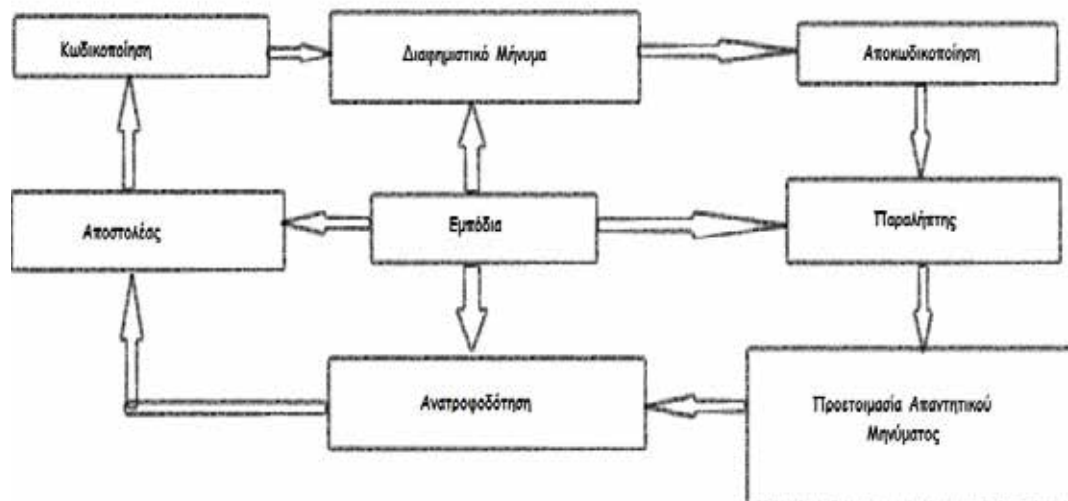 Κωδικοποίηση
Διαφημιστικό Μήνυμα
Αποκωδικοποίηση
Αποστολέας
Εμπόδια
Παραλήπτης
Ανατροφοδότηση
Προετοιμασία Απαντητικού
Μηνύματος